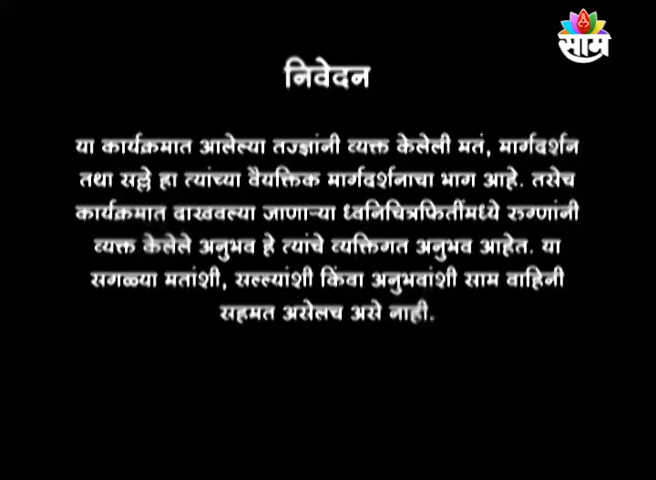 साम
निवेदन
या कार्यक्रमात आलेल्या तज्ज्ञांनी व्यक्त केलेली मतं, मार्गदर्शन
तथा सल्ले हा त्यांच्या वैयक्तिक मार्गदर्शनाचा भाग आहे. तसेच
कार्यक्रमात दाखवल्या जाणाऱ्या ध्वनिचित्रफितींमध्ये रुग्णांनी
व्यक्त केलेले अनुभव हे त्यांचे व्यक्तिगत अनुभव आहेत. या
सगळ्या मतांशी, सल्ल्यांशी किंवा अनुभवांशी साम वाहिनी
सहमत असेलच असे नाही.